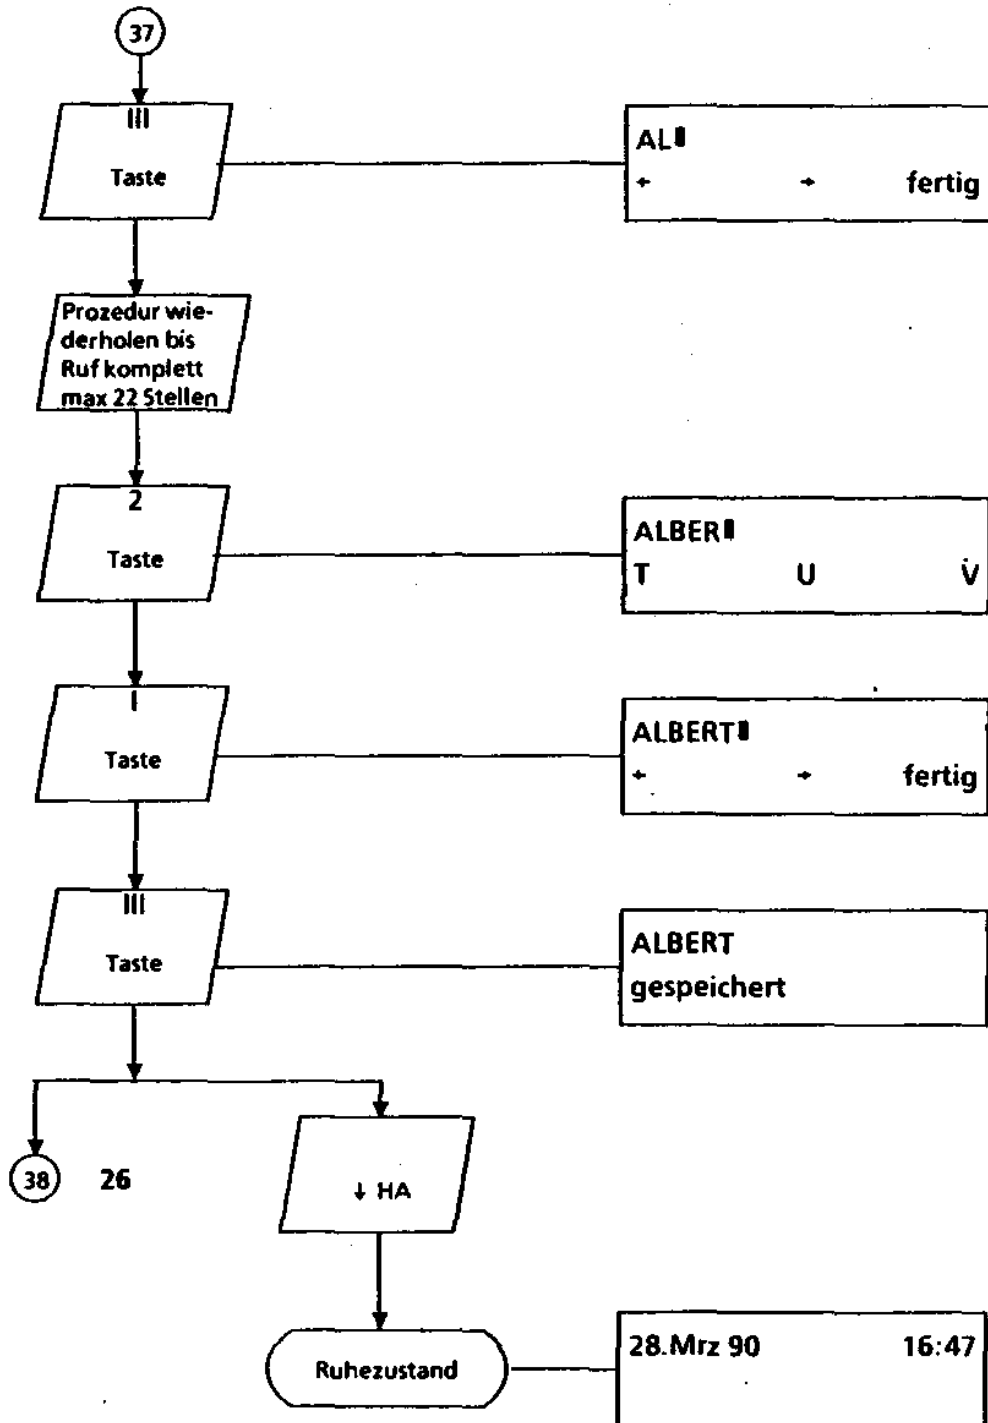 37
III
Taste
AL
← → fertig
Prozedur wie-
derholen bis
Ruf komplett
max 22 Stellen
2
Taste
ALBER
T U V
I
Taste
ALBERT
← → fertig
III
Taste
ALBERT
gespeichert
38 26
↓ HA
Ruhezustand
28.Mrz 90 16:47